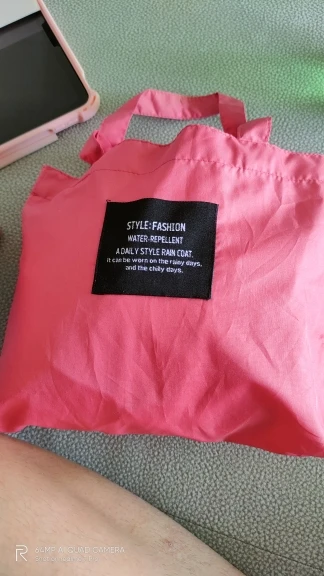 STYLE:FASHION
WATER-REPELLENT
A DAILY STYLE RAIN COAT.
It can be worn on the rainy days,
and the chilly days.
64MP AI QUAD CAMERA